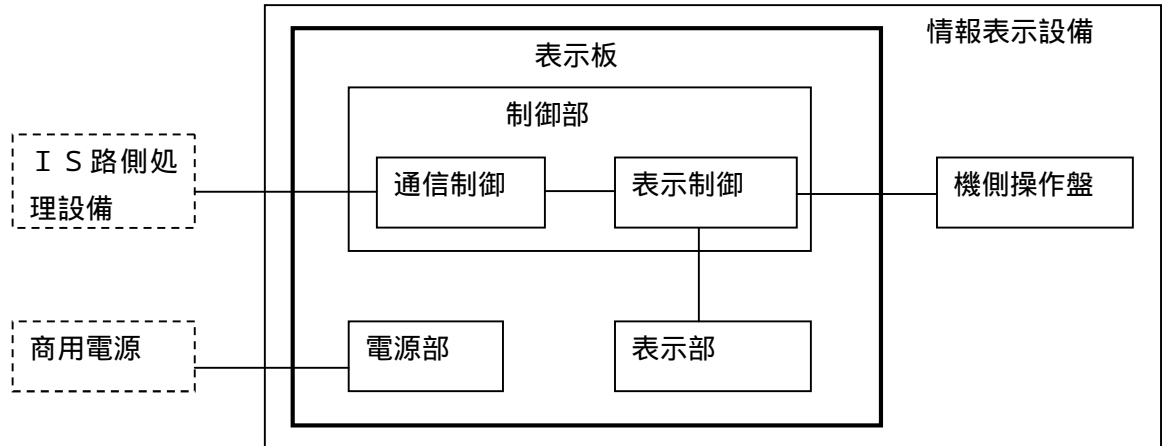 情報表示設備
表示板
制御部
ＩＳ路側処
理設備
通信制御
表示制御
機側操作盤
商用電源
電源部
表示部